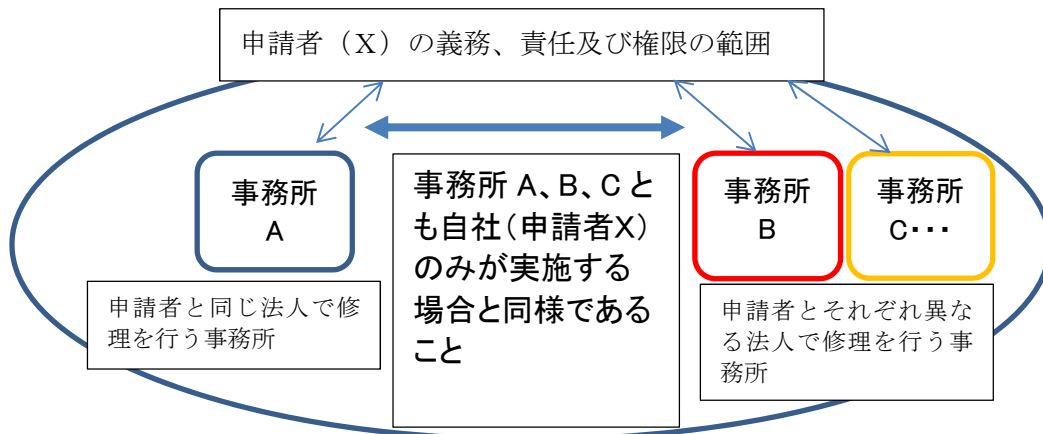 申請者(X)の義務、責任及び権限の範囲
事務所
A
申請者と同じ法人で修
理を行う事務所
事務所 A、B、C と
も自社(申請者X)
のみが実施する
場合と同様である
こと
事務所
B
事務所
C・・・
申請者とそれぞれ異な
る法人で修理を行う事
務所